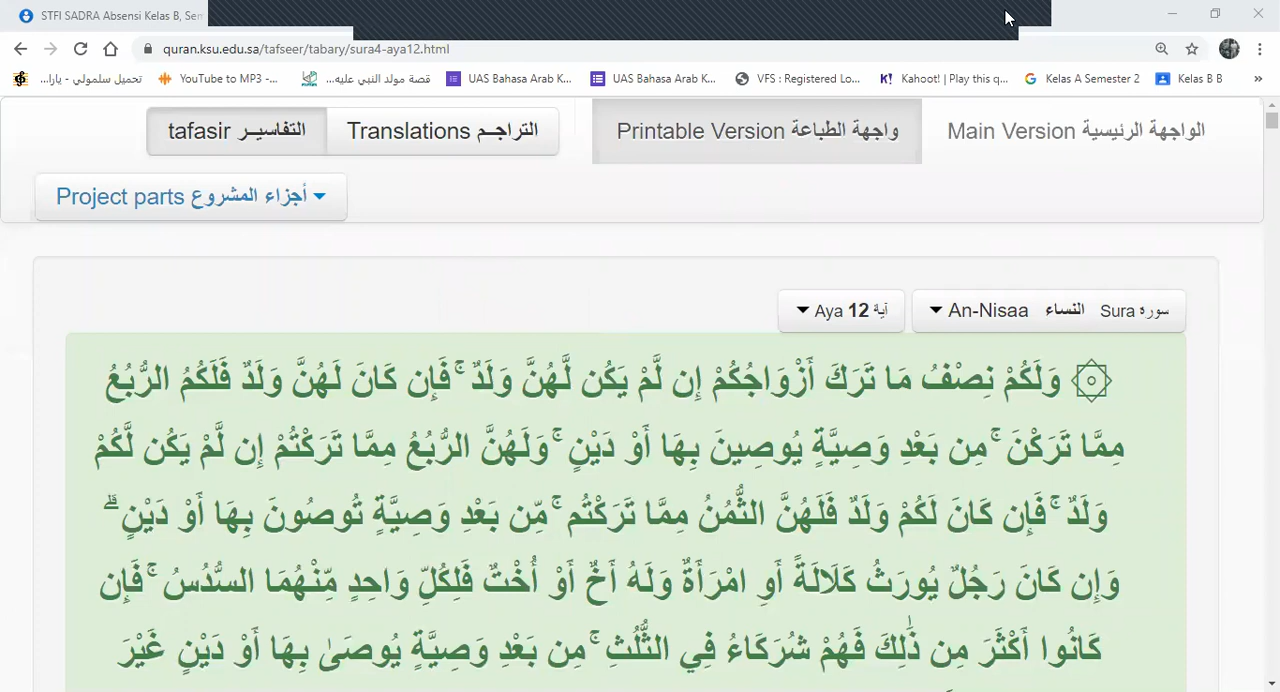 STFI SADRA Absensi Kelas B, Sem
quran.ksu.edu.sa/tafseer/tabary/sura4-aya12.html
تحميل سلمولي - يارا...
YouTube to MP3 -...
قصة مولد النبي عليه...
UAS Bahasa Arab K...
UAS Bahasa Arab K...
VFS : Registered Lo...
K! Kahoot! | Play this q...
Kelas A Semester 2
Kelas B B
»
tafasir التفاسيـر
Translations التراجـم
Printable Version واجهة الطباعة
Main Version الواجهة الرئيسية
Project parts أجزاء المشروع
Aya 12 آية
An-Nisaa النساء Sura سورة
۞ وَلَكُمْ نِصْفُ مَا تَرَكَ أَزْوَاجُكُمْ إِن لَّمْ يَكُن لَّهُنَّ وَلَدٌ ۚ فَإِن كَانَ لَهُنَّ وَلَدٌ فَلَكُمُ الرُّبُعُ
مِمَّا تَرَكْنَ ۚ مِن بَعْدِ وَصِيَّةٍ يُوصِينَ بِهَا أَوْ دَيْنٍ ۚ وَلَهُنَّ الرُّبُعُ مِمَّا تَرَكْتُمْ إِن لَّمْ يَكُن لَّكُمْ
وَلَدٌ ۚ فَإِن كَانَ لَكُمْ وَلَدٌ فَلَهُنَّ الثُّمُنُ مِمَّا تَرَكْتُم ۚ مِّن بَعْدِ وَصِيَّةٍ تُوصُونَ بِهَا أَوْ دَيْنٍ ۗ
وَإِن كَانَ رَجُلٌ يُورَثُ كَلَالَةً أَوِ امْرَأَةٌ وَلَهُ أَخٌ أَوْ أُخْتٌ فَلِكُلِّ وَاحِدٍ مِّنْهُمَا السُّدُسُ ۚ فَإِن
كَانُوا أَكْثَرَ مِن ذَٰلِكَ فَهُمْ شُرَكَاءُ فِي الثُّلُثِ ۚ مِن بَعْدِ وَصِيَّةٍ يُوصَىٰ بِهَا أَوْ دَيْنٍ غَيْرَ